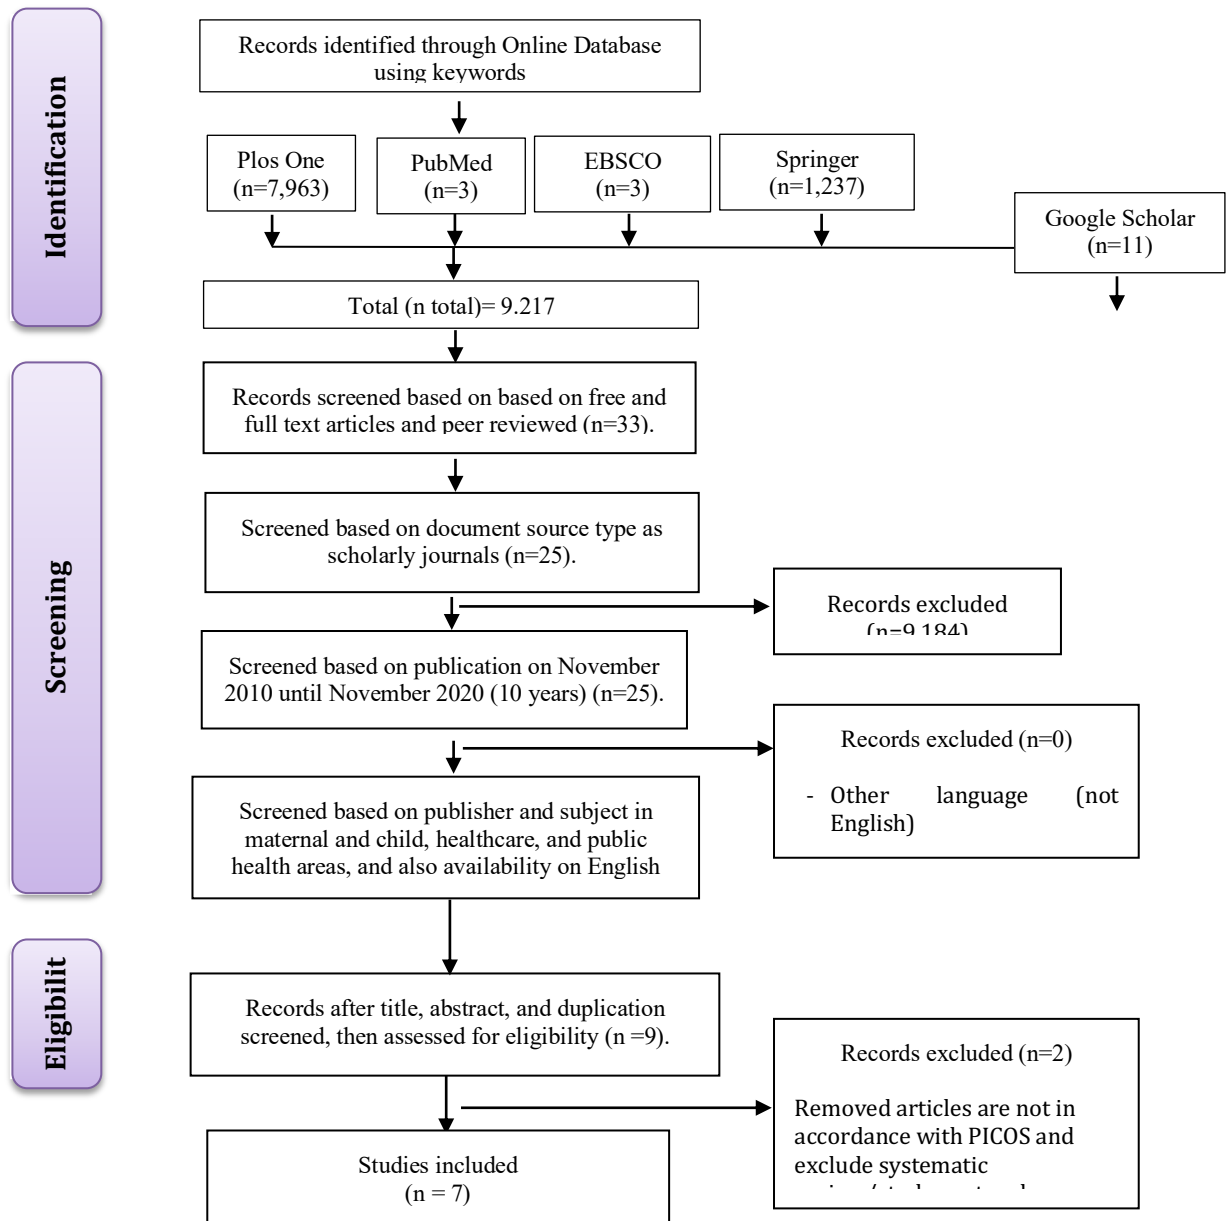 Identification
Records identified through Online Database
using keywords
Plos One
(n=7,963)
PubMed
(n=3)
EBSCO
(n=3)
Springer
(n=1,237)
Google Scholar
(n=11)
Total (n total)= 9.217
Screening
Records screened based on based on free and
full text articles and peer reviewed (n=33).
Screened based on document source type as
scholarly journals (n=25).
Records excluded
(n=9.184)
Screened based on publication on November
2010 until November 2020 (10 years) (n=25).
Records excluded (n=0)
- Other language (not
English)
Screened based on publisher and subject in
maternal and child, healthcare, and public
health areas, and also availability on English
Eligibilit
Records after title, abstract, and duplication
screened, then assessed for eligibility (n =9).
Records excluded (n=2)
Removed articles are not in
accordance with PICOS and
exclude systematic
Studies included
(n = 7)